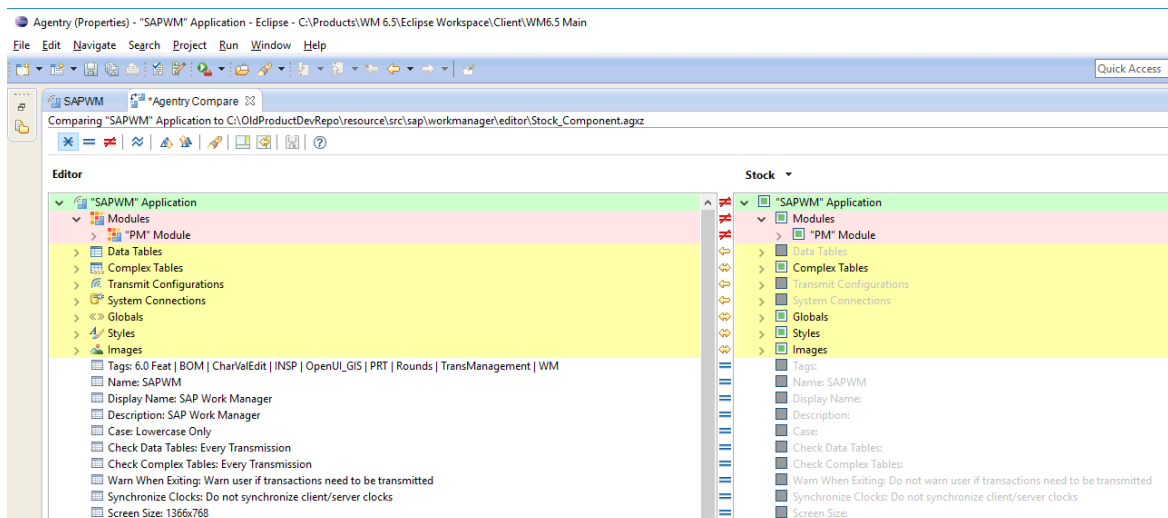 Agentry (Properties) - "SAPWM" Application - Eclipse - C:\Products\WM 6.5\Eclipse Workspace\Client\WM6.5 Main
File Edit Navigate Search Project Run Window Help
Quick Access
SAPWM *Agentry Compare
Comparing "SAPWM" Application to C:\OldProductDevRepo\resource\src\sap\workmanager\editor\Stock_Component.agxz
Editor Stock
"SAPWM" Application "SAPWM" Application
Modules Modules
"PM" Module "PM" Module
Data Tables Data Tables
Complex Tables Complex Tables
Transmit Configurations Transmit Configurations
System Connections System Connections
Globals Globals
Styles Styles
Images Images
Tags: 6.0 Feat | BOM | CharValEdit | INSP | OpenUI_GIS | PRT | Rounds | TransManagement | WM Tags:
Name: SAPWM Name: SAPWM
Display Name: SAP Work Manager Display Name:
Description: SAP Work Manager Description:
Case: Lowercase Only Case:
Check Data Tables: Every Transmission Check Data Tables:
Check Complex Tables: Every Transmission Check Complex Tables:
Warn When Exiting: Warn user if transactions need to be transmitted Warn When Exiting: Do not warn user if transactions need to be transmitted
Synchronize Clocks: Do not synchronize client/server clocks Synchronize Clocks: Do not synchronize client/server clocks
Screen Size: 1366x768 Screen Size: